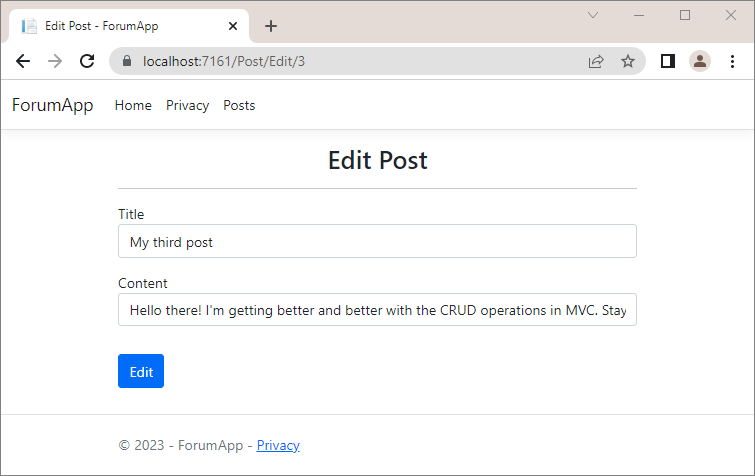 Edit Post - ForumApp
localhost:7161/Post/Edit/3
ForumApp Home Privacy Posts
Edit Post
Title
My third post
Content
Hello there! I'm getting better and better with the CRUD operations in MVC. Stay
Edit
© 2023 - ForumApp - Privacy